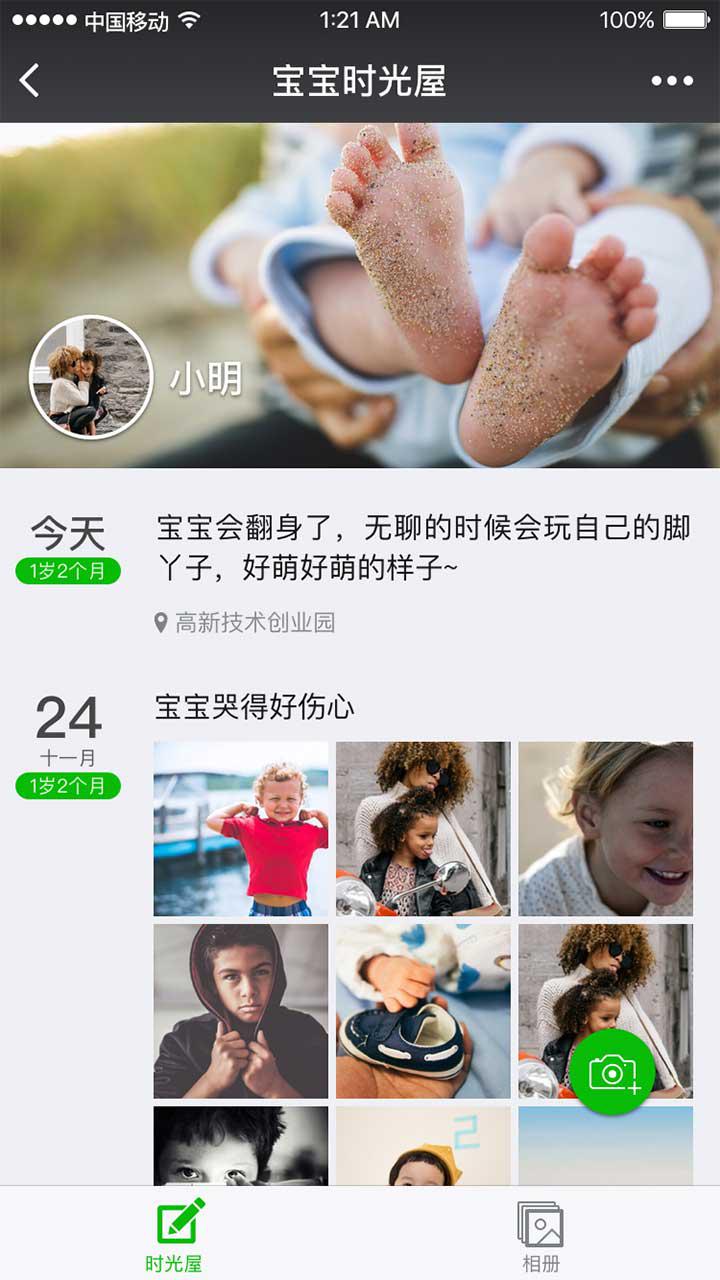 中国移动 1:21 AM 100%
宝宝时光屋
小明
今天
1岁2个月
宝宝会翻身了，无聊的时候会玩自己的脚
丫子，好萌好萌的样子~
高新技术创业园
24
十一月
1岁2个月
宝宝哭得好伤心
2
时光屋
相册